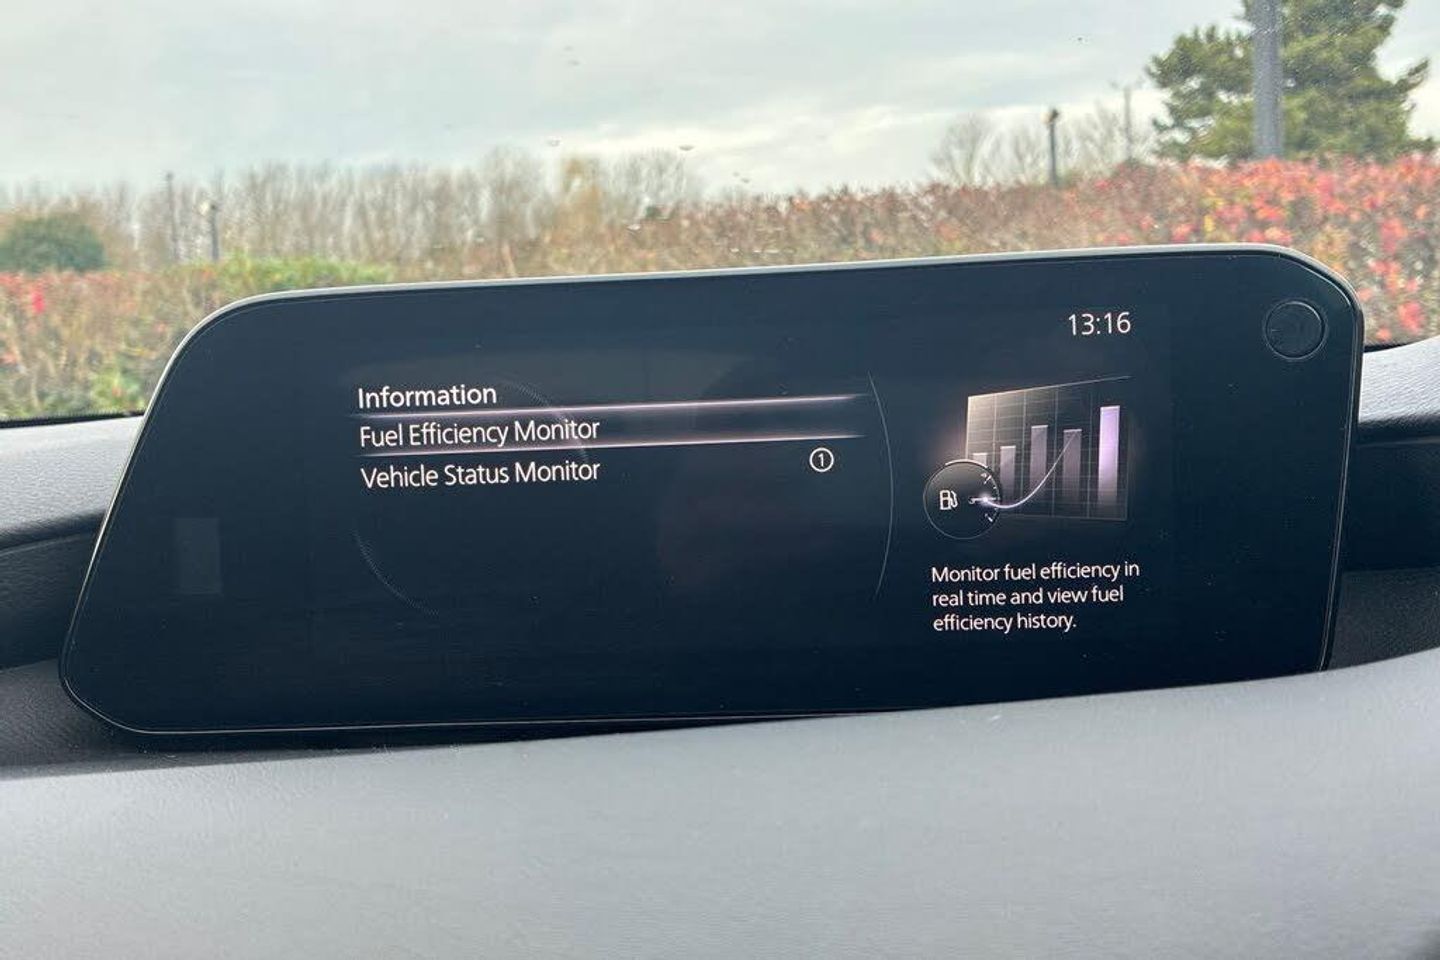 13:16
Information
Fuel Efficiency Monitor
Vehicle Status Monitor 1
Monitor fuel efficiency in
real time and view fuel
efficiency history.